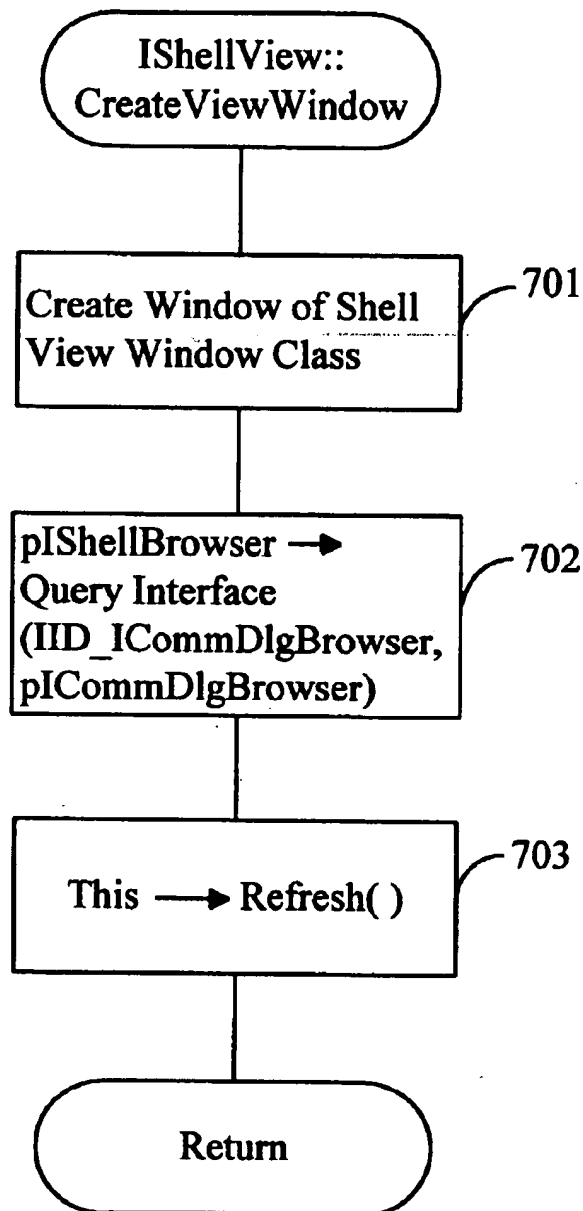 IShellView::
CreateViewWindow
Create Window of Shell
View Window Class
701
pIShellBrowser →
Query Interface
(IID_ICommDlgBrowser,
pICommDlgBrowser)
702
This → Refresh( )
703
Return